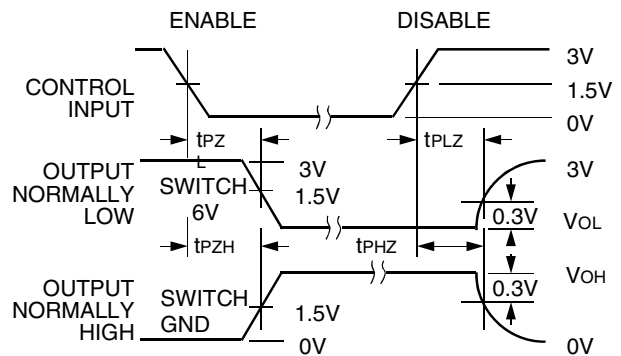 ENABLE DISABLE
3V
CONTROL 1.5V
INPUT
0V
tPZL tPLZ
OUTPUT 3V 3V
NORMALLY SWITCH 1.5V
LOW 6V 0.3V VOL
tPZH tPHZ
VOH
OUTPUT SWITCH 0.3V
NORMALLY GND 1.5V
HIGH 0V 0V